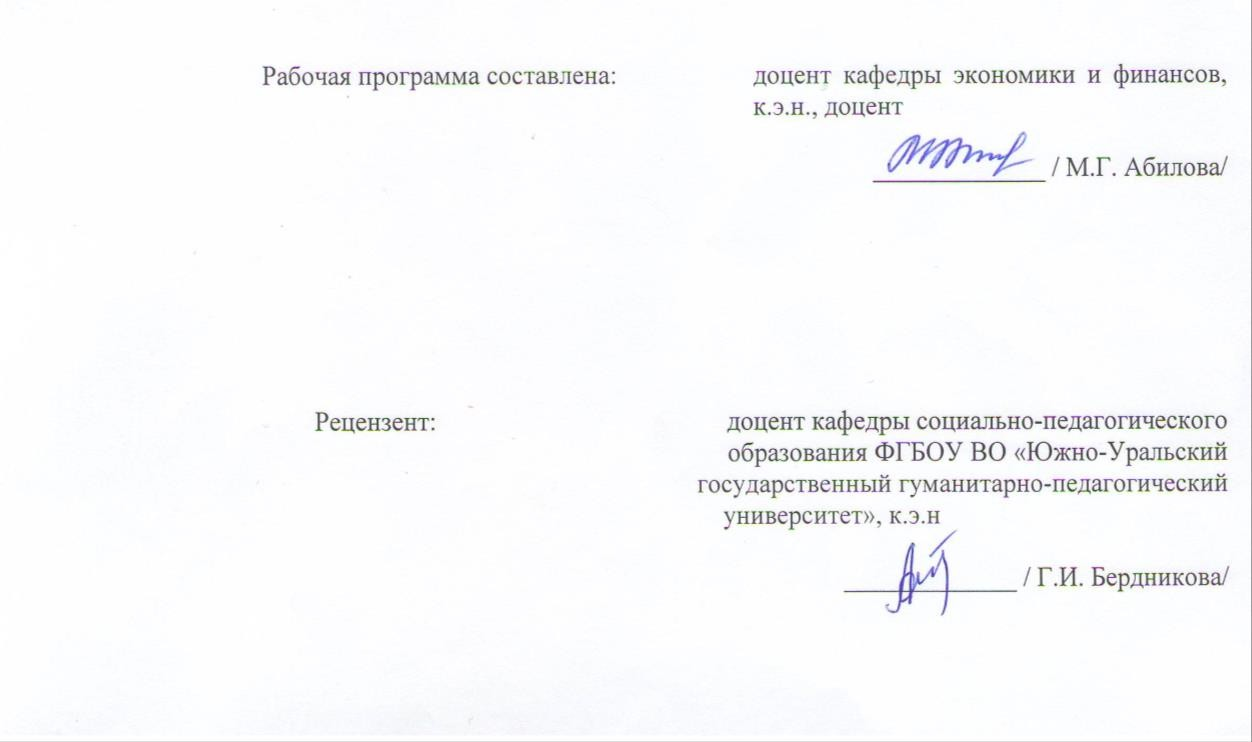 Рабочая программа составлена: доцент кафедры экономики и финансов,
к.э.н., доцент
/ М.Г. Абилова/
Рецензент: доцент кафедры социально-педагогического
образования ФГБОУ ВО «Южно-Уральский
государственный гуманитарно-педагогический
университет», к.э.н
/ Г.И. Бердникова/